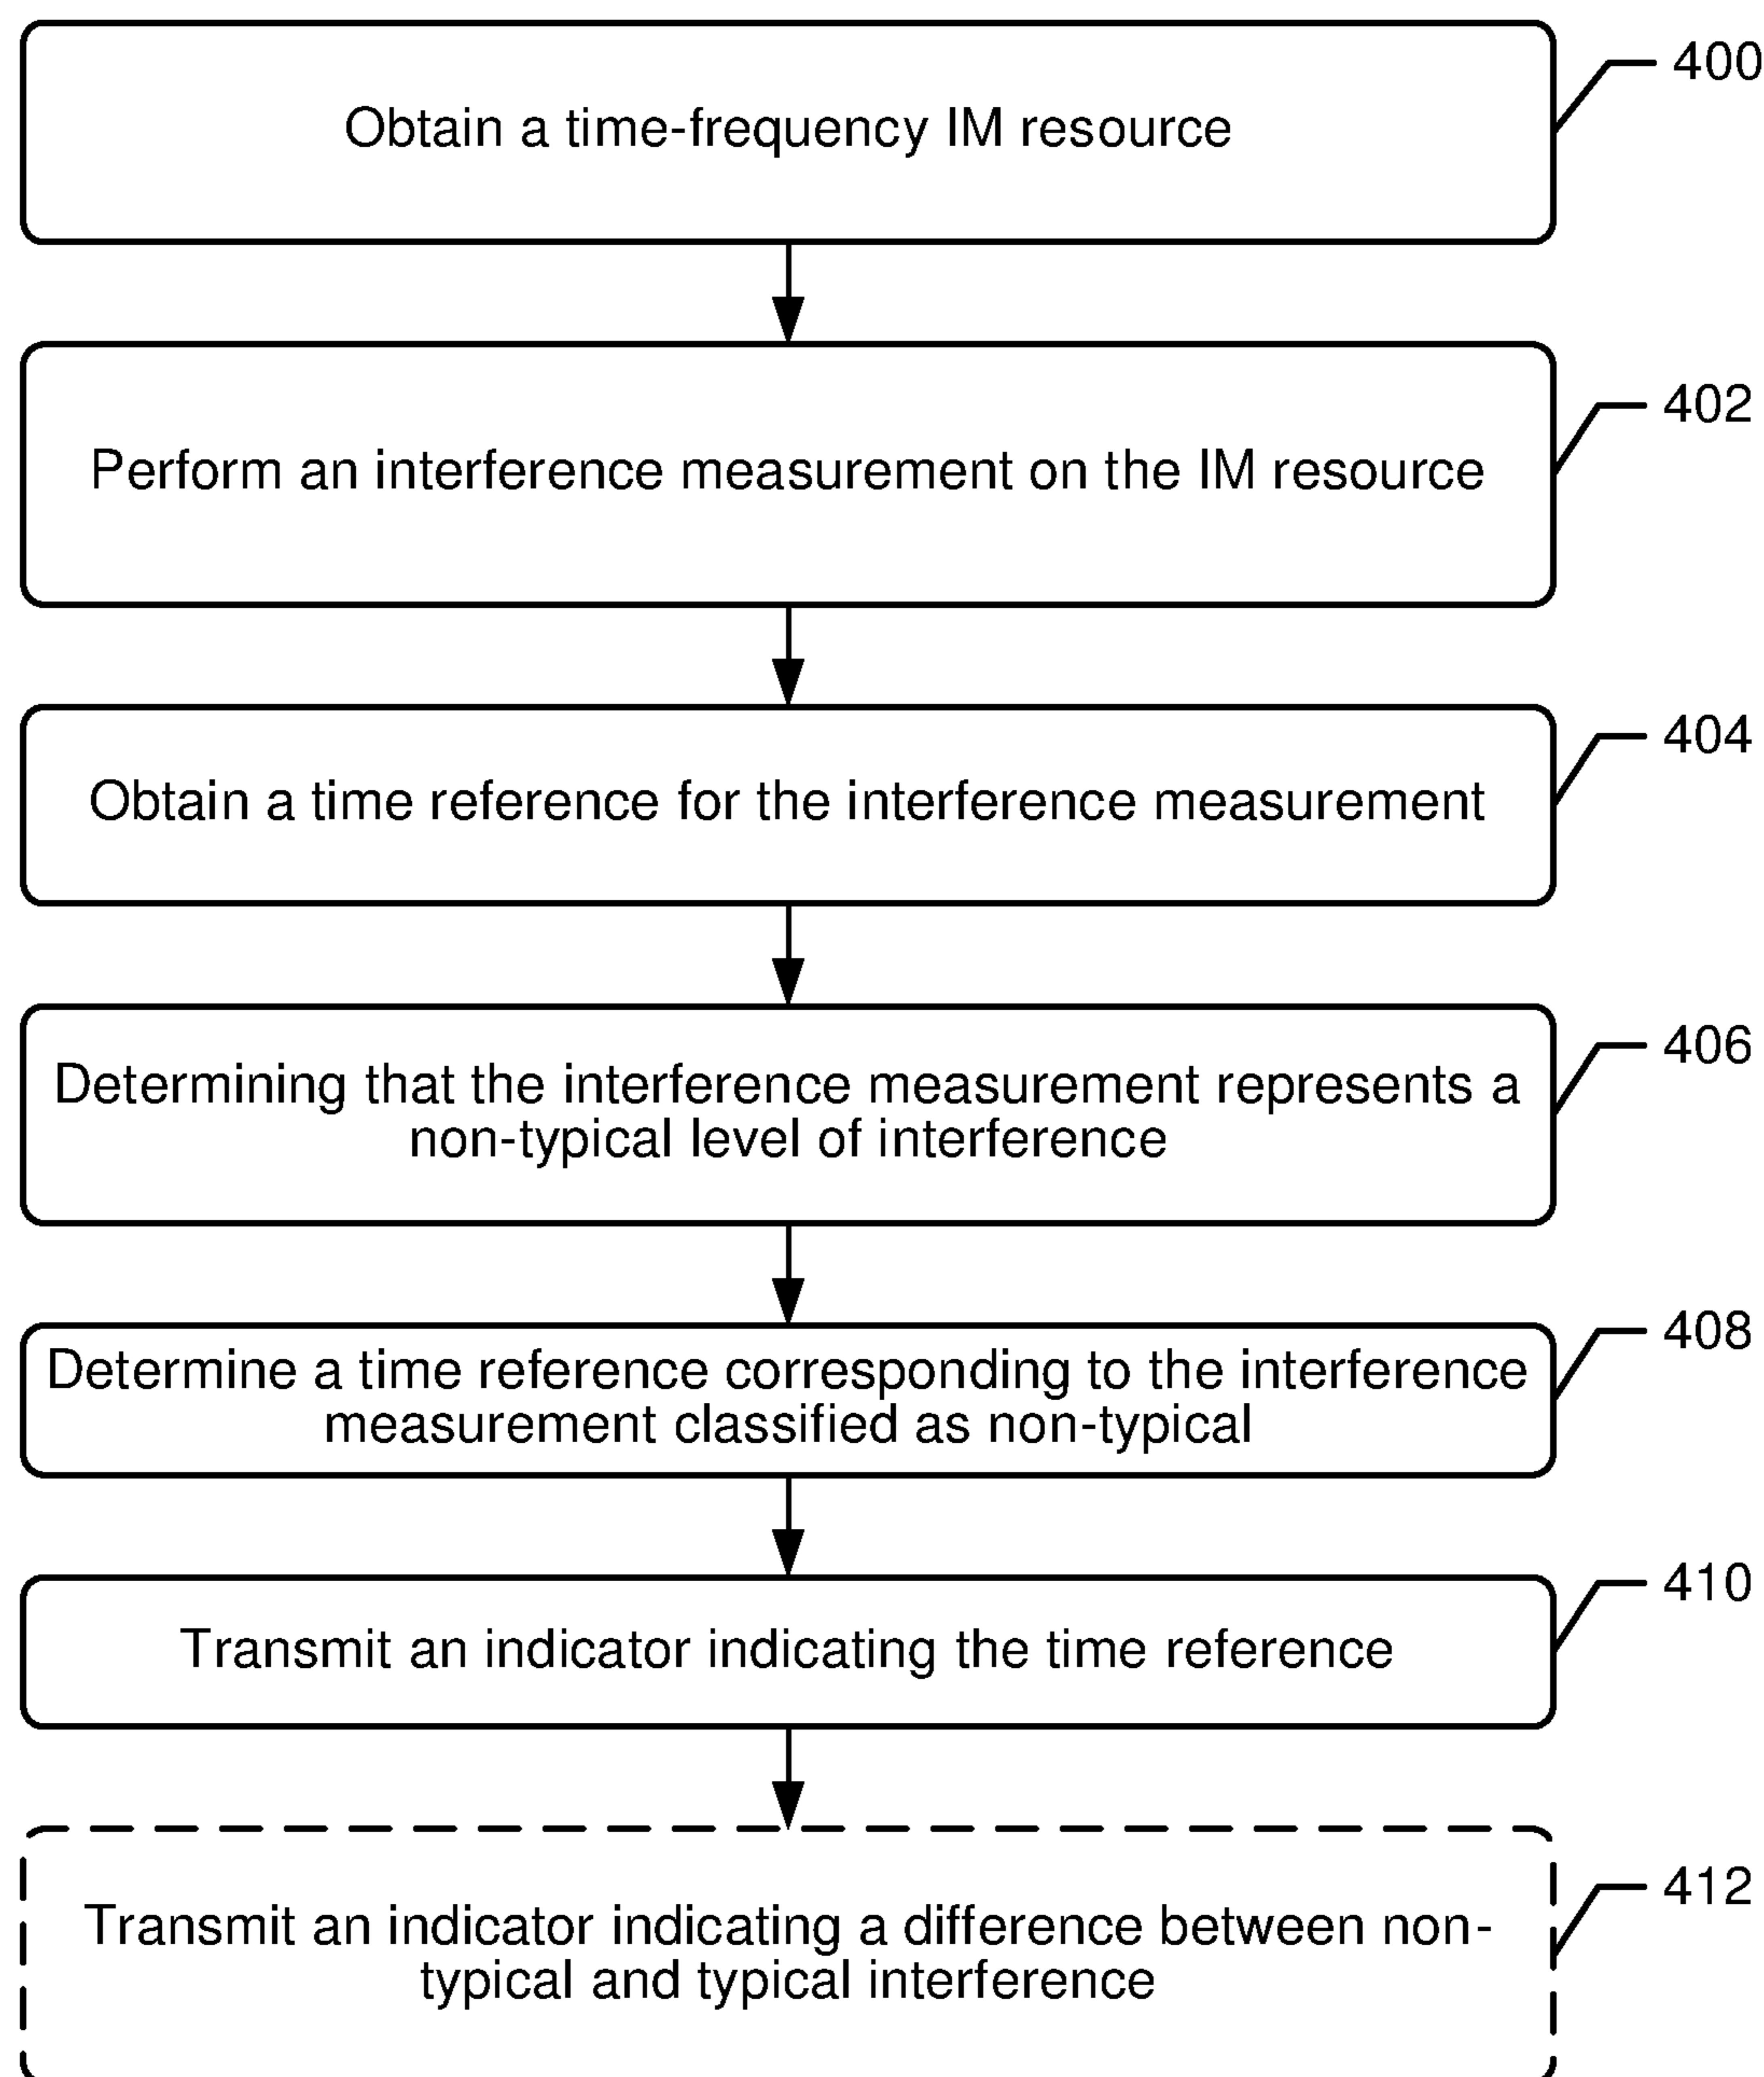 Obtain a time-frequency IM resource
400
Perform an interference measurement on the IM resource
402
Obtain a time reference for the interference measurement
404
Determining that the interference measurement represents a
non-typical level of interference
406
Determine a time reference corresponding to the interference
measurement classified as non-typical
408
Transmit an indicator indicating the time reference
410
Transmit an indicator indicating a difference between non-
typical and typical interference
412